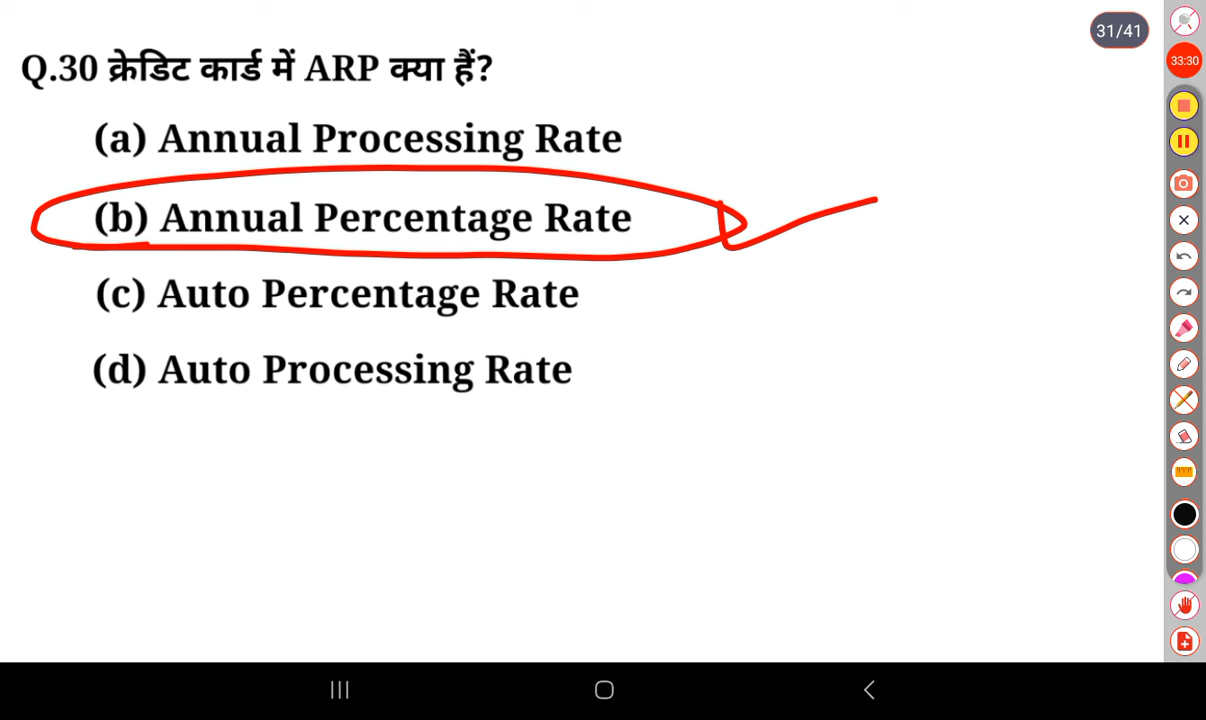 31/41
33:30
Q.30 क्रेडिट कार्ड में ARP क्या हैं?
(a) Annual Processing Rate
(b) Annual Percentage Rate
(c) Auto Percentage Rate
(d) Auto Processing Rate